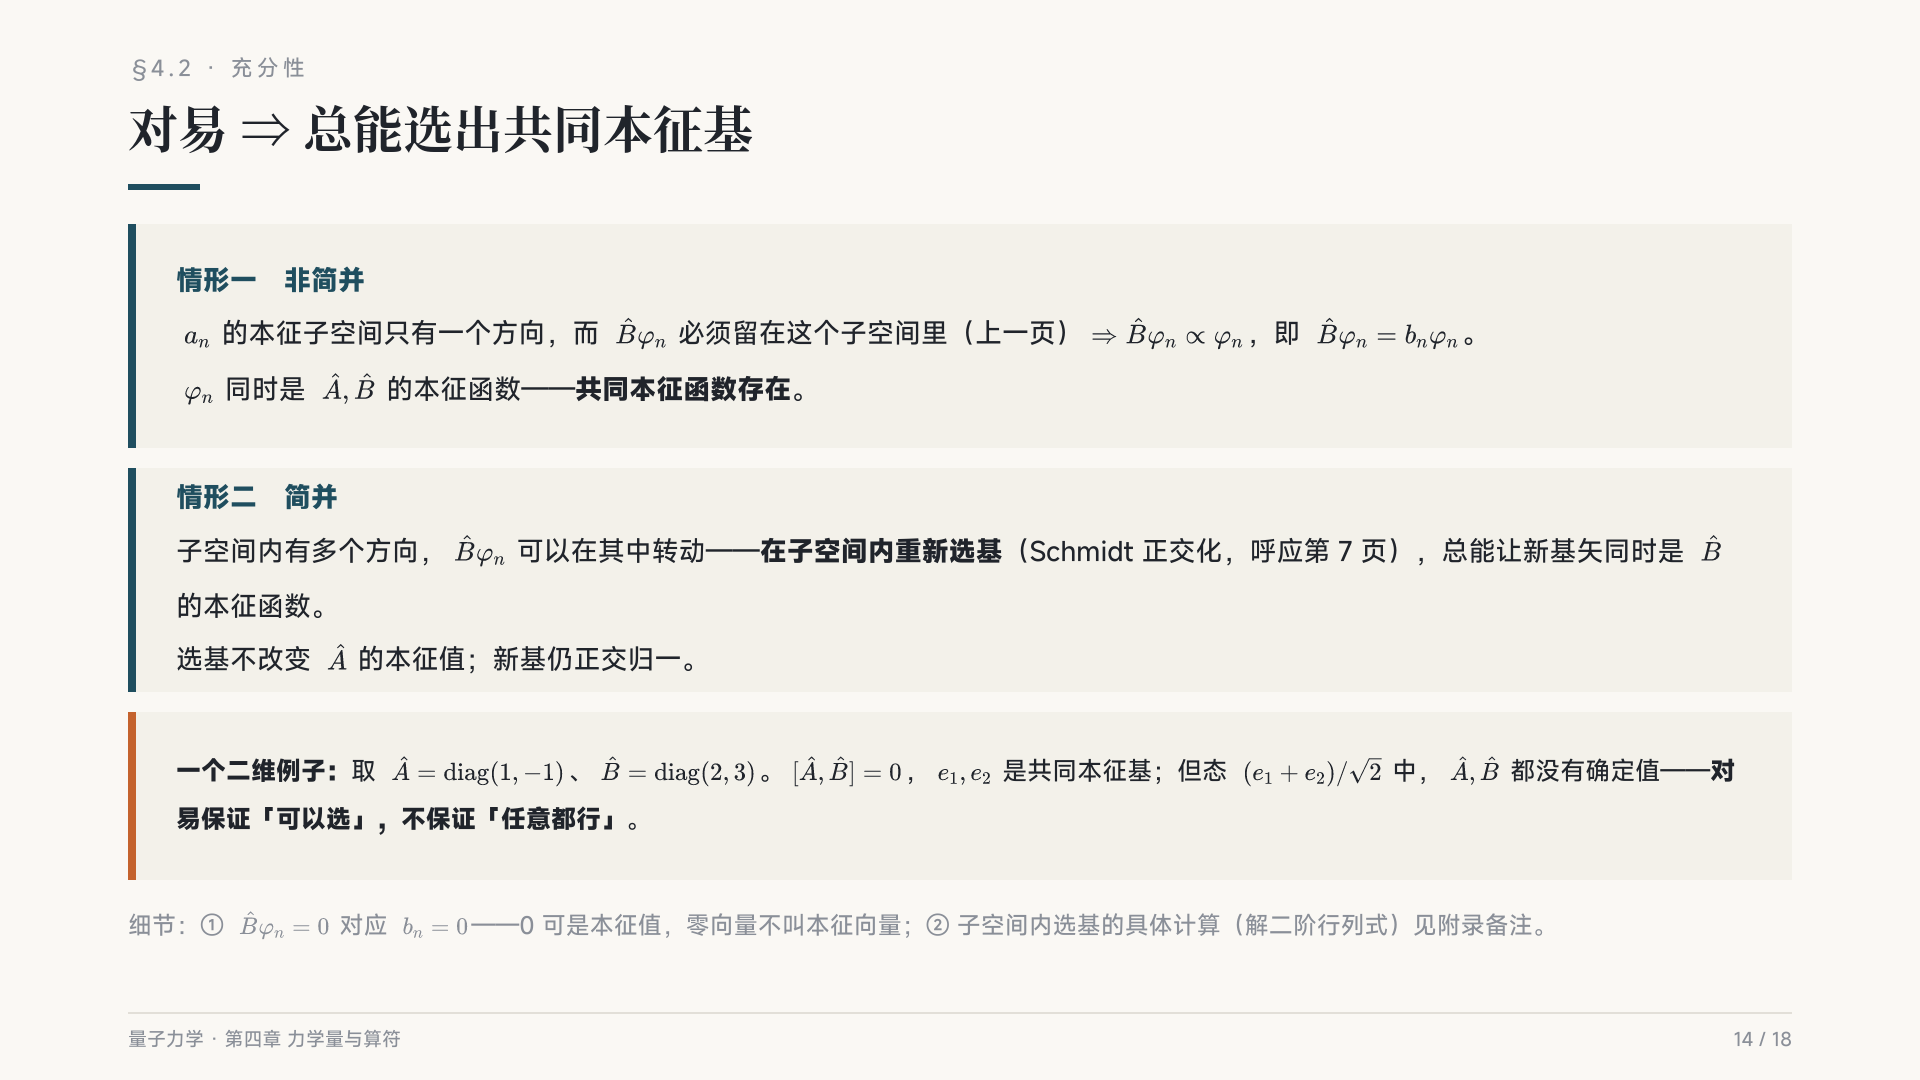 §4.2 · 充分性
对易 ⇒ 总能选出共同本征基
情形一 非简并
aₙ 的本征子空间只有一个方向，而 B̂φₙ 必须留在这个子空间里（上一页） ⇒ B̂φₙ ∝ φₙ，即 B̂φₙ = bₙφₙ。
φₙ 同时是 Â, B̂ 的本征函数——共同本征函数存在。
情形二 简并
子空间内有多个方向， B̂φₙ 可以在其中转动——在子空间内重新选基（Schmidt 正交化，呼应第 7 页），总能让新基矢同时是 B̂
的本征函数。
选基不改变 Â 的本征值；新基仍正交归一。
一个二维例子：取 Â = diag(1, −1)、 B̂ = diag(2, 3)。 [Â, B̂] = 0， e₁, e₂ 是共同本征基；但态 (e₁ + e₂)/√2 中， Â, B̂ 都没有确定值——对
易保证「可以选」，不保证「任意都行」。
细节：① B̂φₙ = 0 对应 bₙ = 0——0 可是本征值，零向量不叫本征向量；② 子空间内选基的具体计算（解二阶行列式）见附录备注。
量子力学 · 第四章 力学量与算符
14 / 18